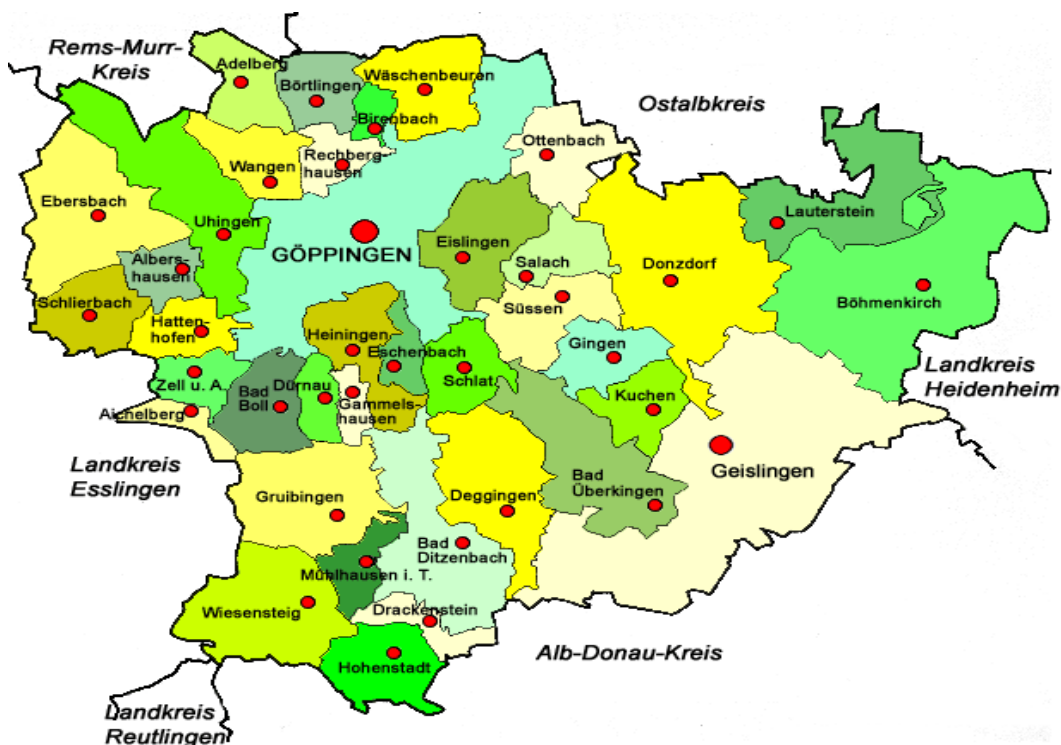 Rems-Murr-
Kreis
Adelberg
Börtlingen
Wäschenbeuren
Ostalbkreis
Birenbach
Ottenbach
Rechberg-
hausen
Wangen
Ebersbach
Uhingen
Lauterstein
Eislingen
GÖPPINGEN
Albers-
hausen
Salach
Donzdorf
Böhmenkirch
Schlierbach
Süssen
Hatten-
hofen
Heiningen
Eschenbach
Gingen
Landkreis
Heidenheim
Zell u. A.
Bad
Boll
Dürnau
Schlat
Kuchen
Aichelberg
Gammels-
hausen
Landkreis
Esslingen
Geislingen
Gruibingen
Deggingen
Bad
Überkingen
Bad
Ditzenbach
Mühlhausen i. T.
Wiesensteig
Drackenstein
Alb-Donau-Kreis
Hohenstadt
Landkreis
Reutlingen